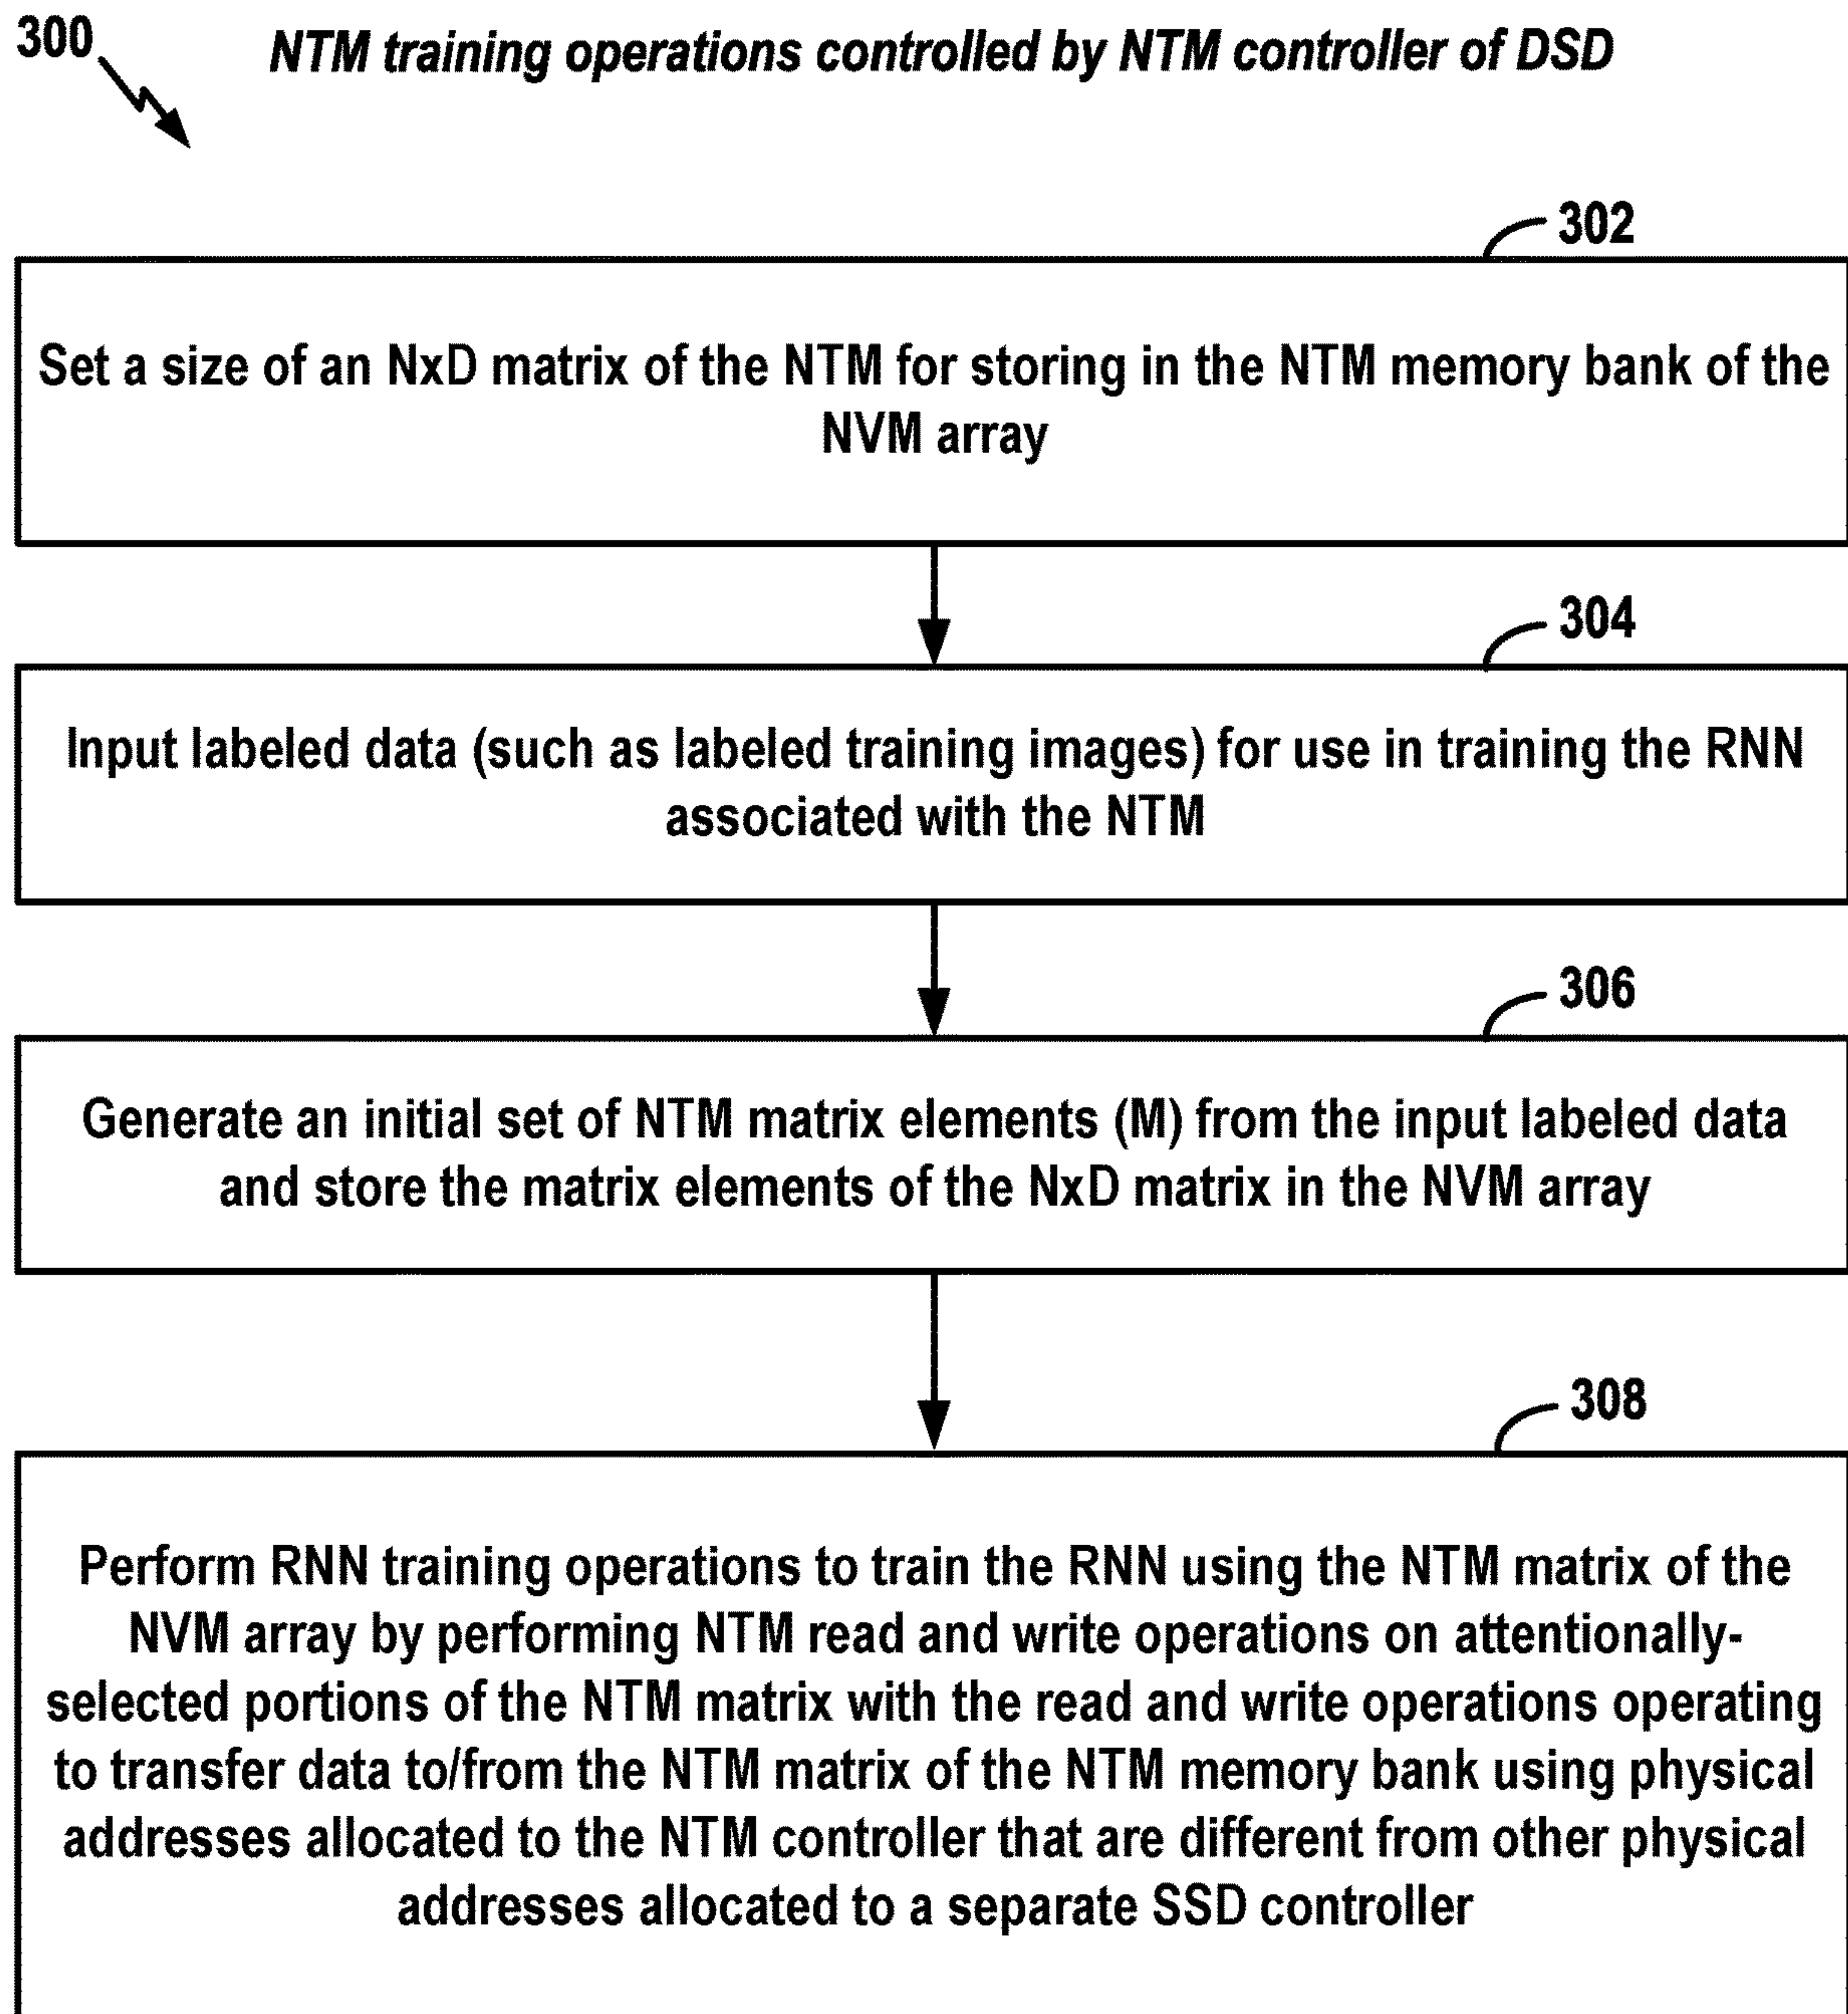 300
NTM training operations controlled by NTM controller of DSD
302
Set a size of an NxD matrix of the NTM for storing in the NTM memory bank of the
NVM array
304
Input labeled data (such as labeled training images) for use in training the RNN
associated with the NTM
306
Generate an initial set of NTM matrix elements (M) from the input labeled data
and store the matrix elements of the NxD matrix in the NVM array
308
Perform RNN training operations to train the RNN using the NTM matrix of the
NVM array by performing NTM read and write operations on attentionally-
selected portions of the NTM matrix with the read and write operations operating
to transfer data to/from the NTM matrix of the NTM memory bank using physical
addresses allocated to the NTM controller that are different from other physical
addresses allocated to a separate SSD controller